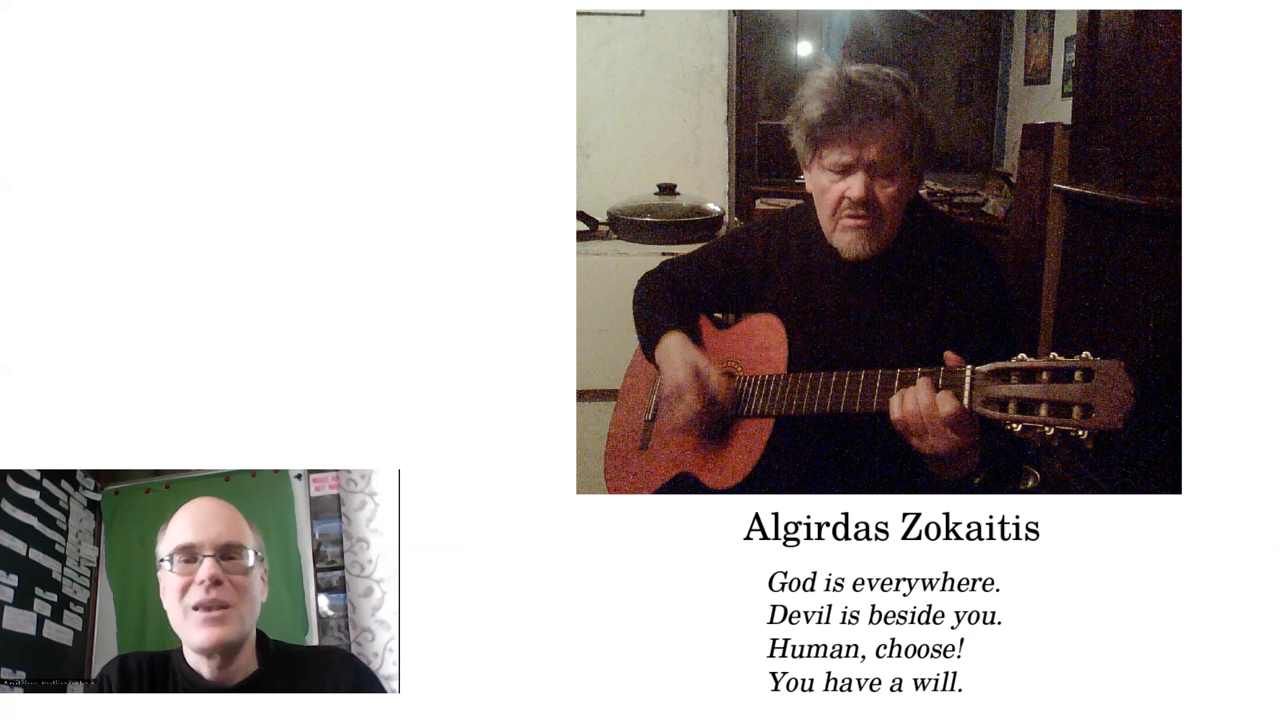 Algirdas Zokaitis
God is everywhere.
Devil is beside you.
Human, choose!
You have a will.